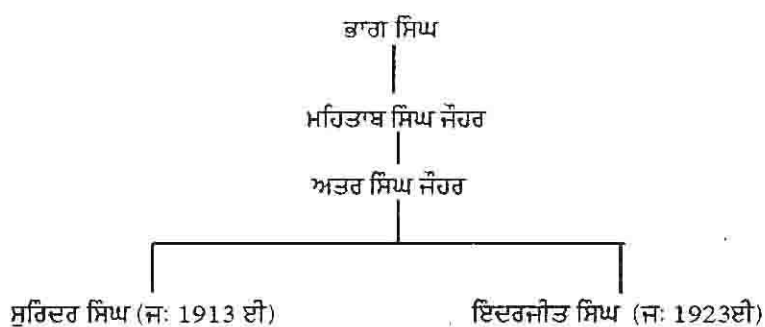 ਭਾਗ ਸਿੰਘ
ਮਹਿਤਾਬ ਸਿੰਘ ਜੌਹਰ
ਅਤਰ ਸਿੰਘ ਜੌਹਰ
ਸੁਰਿੰਦਰ ਸਿੰਘ (ਜ: 1913 ਈ) ਇੰਦਰਜੀਤ ਸਿੰਘ (ਜ: 1923ਈ)